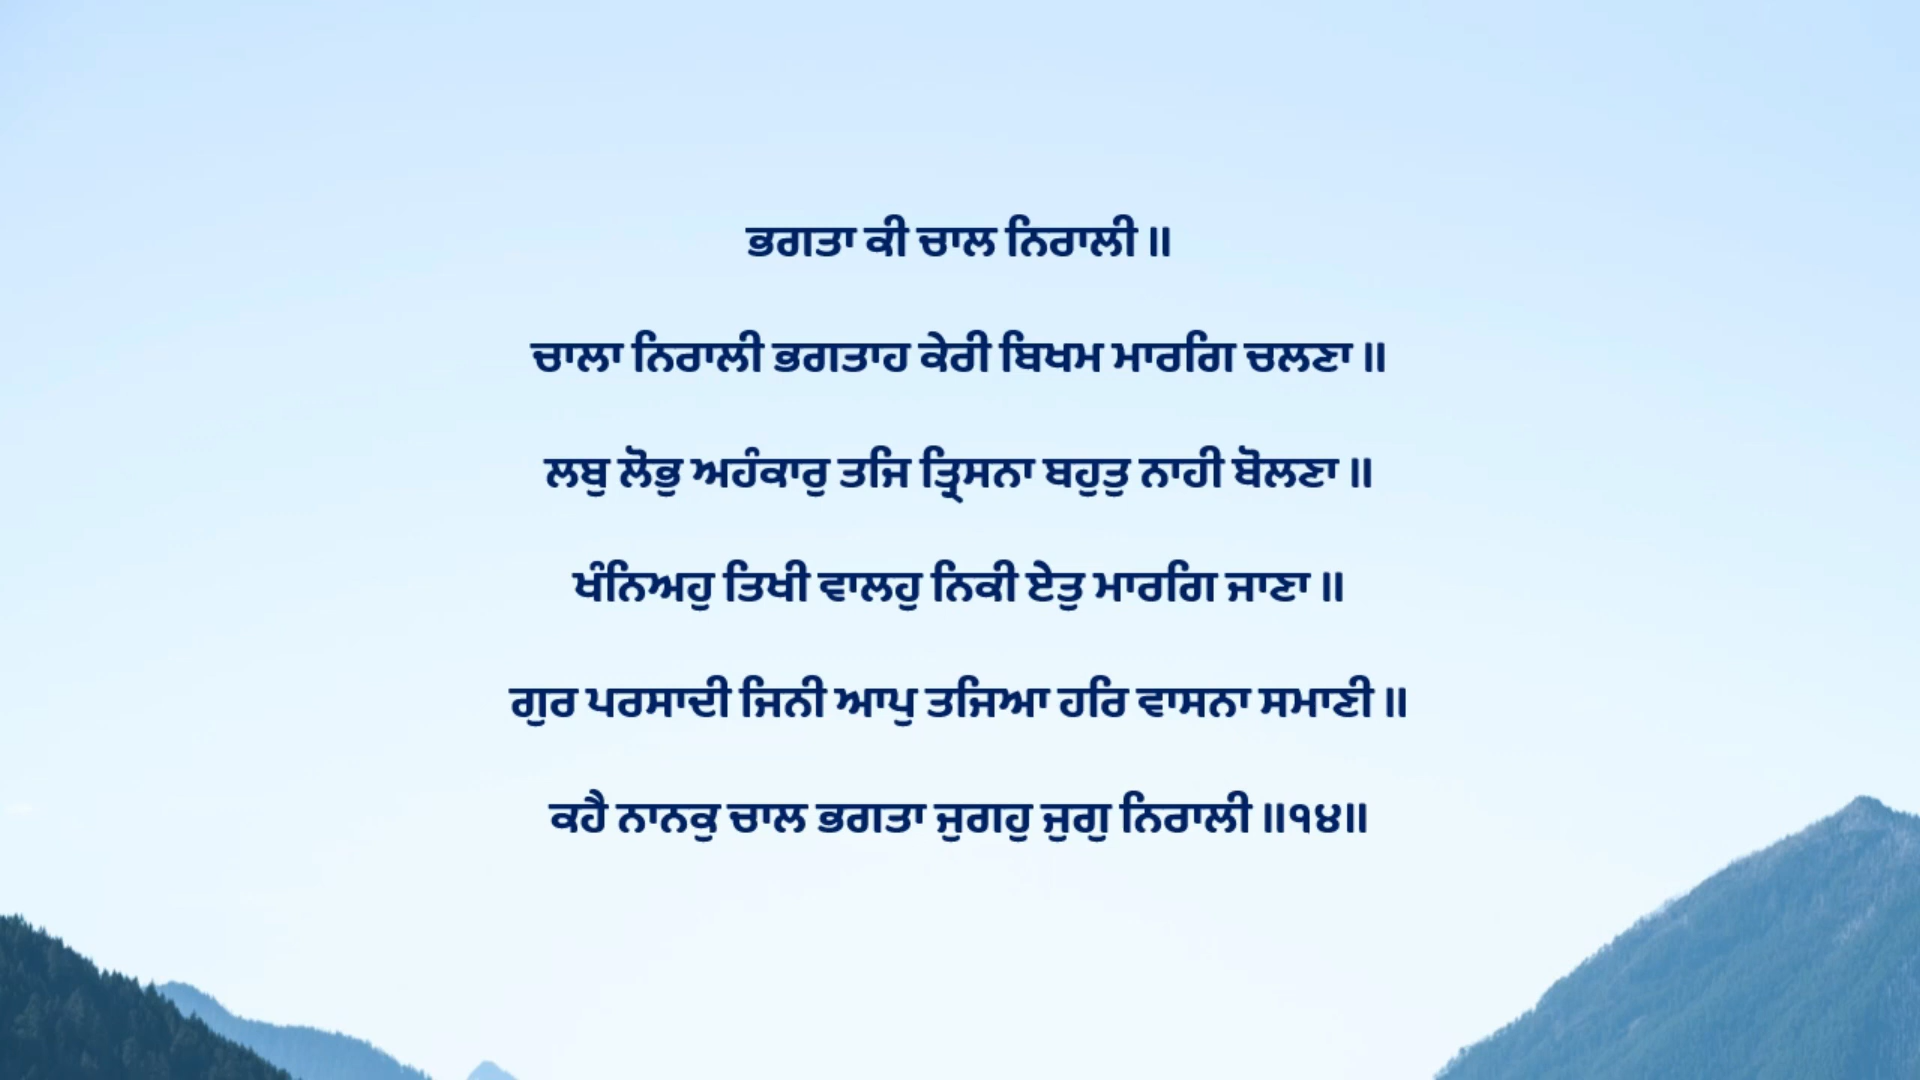 ਭਗਤਾ ਕੀ ਚਾਲ ਨਿਰਾਲੀ ॥
ਚਾਲਾ ਨਿਰਾਲੀ ਭਗਤਾਹ ਕੇਰੀ ਬਿਖਮ ਮਾਰਗਿ ਚਲਣਾ ॥
ਲਬੁ ਲੋਭੁ ਅਹੰਕਾਰੁ ਤਜਿ ਤ੍ਰਿਸਨਾ ਬਹੁਤੁ ਨਾਹੀ ਬੋਲਣਾ ॥
ਖੰਨਿਅਹੁ ਤਿਖੀ ਵਾਲਹੁ ਨਿਕੀ ਏਤੁ ਮਾਰਗਿ ਜਾਣਾ ॥
ਗੁਰ ਪਰਸਾਦੀ ਜਿਨੀ ਆਪੁ ਤਜਿਆ ਹਰਿ ਵਾਸਨਾ ਸਮਾਣੀ ॥
ਕਹੈ ਨਾਨਕੁ ਚਾਲ ਭਗਤਾ ਜੁਗਹੁ ਜੁਗੁ ਨਿਰਾਲੀ ॥੧੪॥